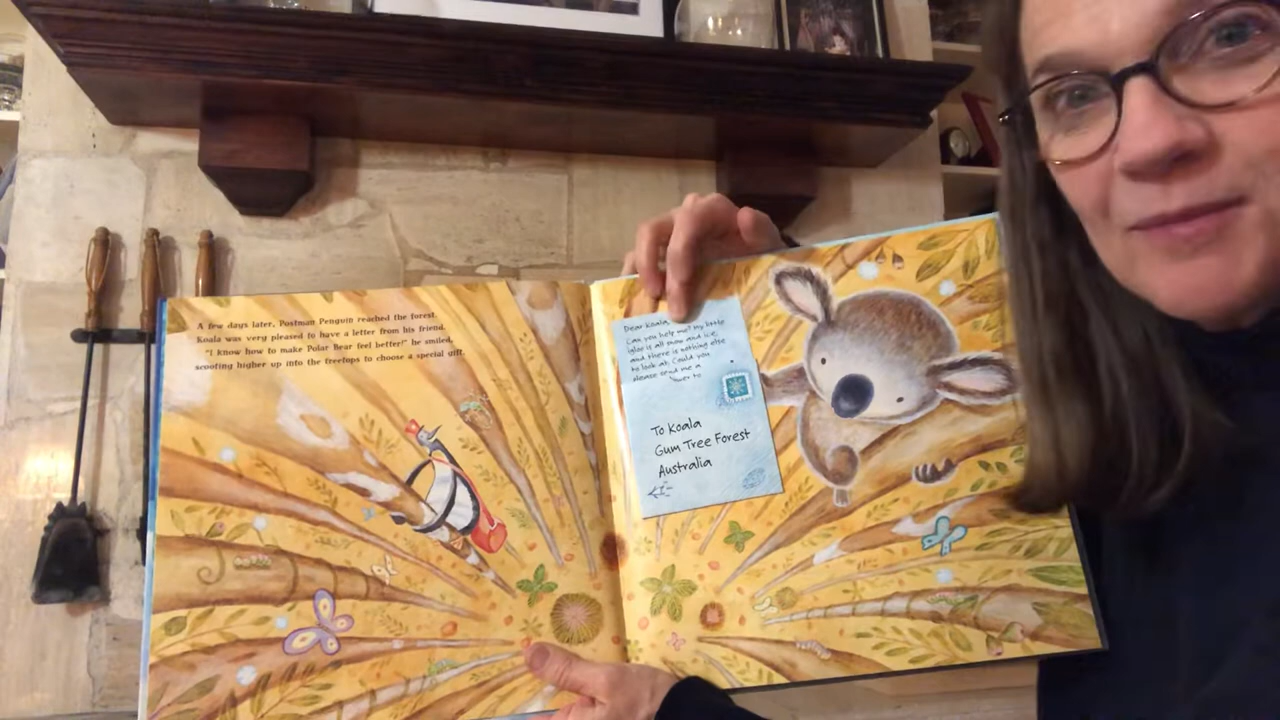 A few days later, Postman Penguin reached the forest.
Koala was very pleased to have a letter from his friend.
"I know how to make Polar Bear feel better!" he smiled,
scooting higher up into the treetops to choose a special gift.
Dear Koala,
Can you help me? My little
igloo is all snow and ice,
and there is nothing else
to look at. Could you
please send me a
to
To Koala
Gum Tree Forest
Australia